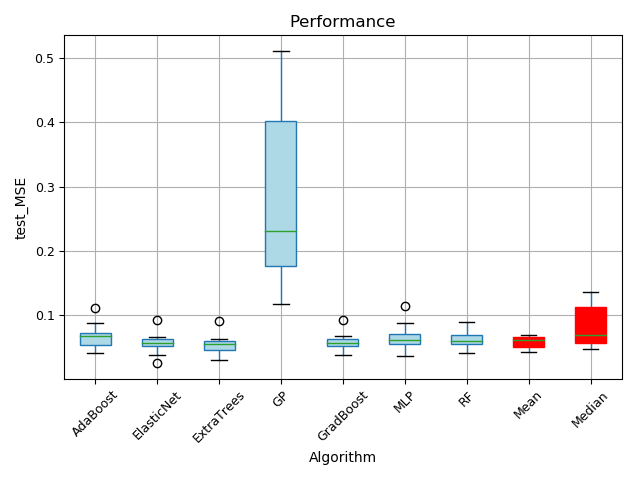 Performance
0.5
0.4
0.3
0.2
0.1
test_MSE
AdaBoost
ElasticNet
ExtraTrees
GP
GradBoost
MLP
RF
Mean
Median
Algorithm